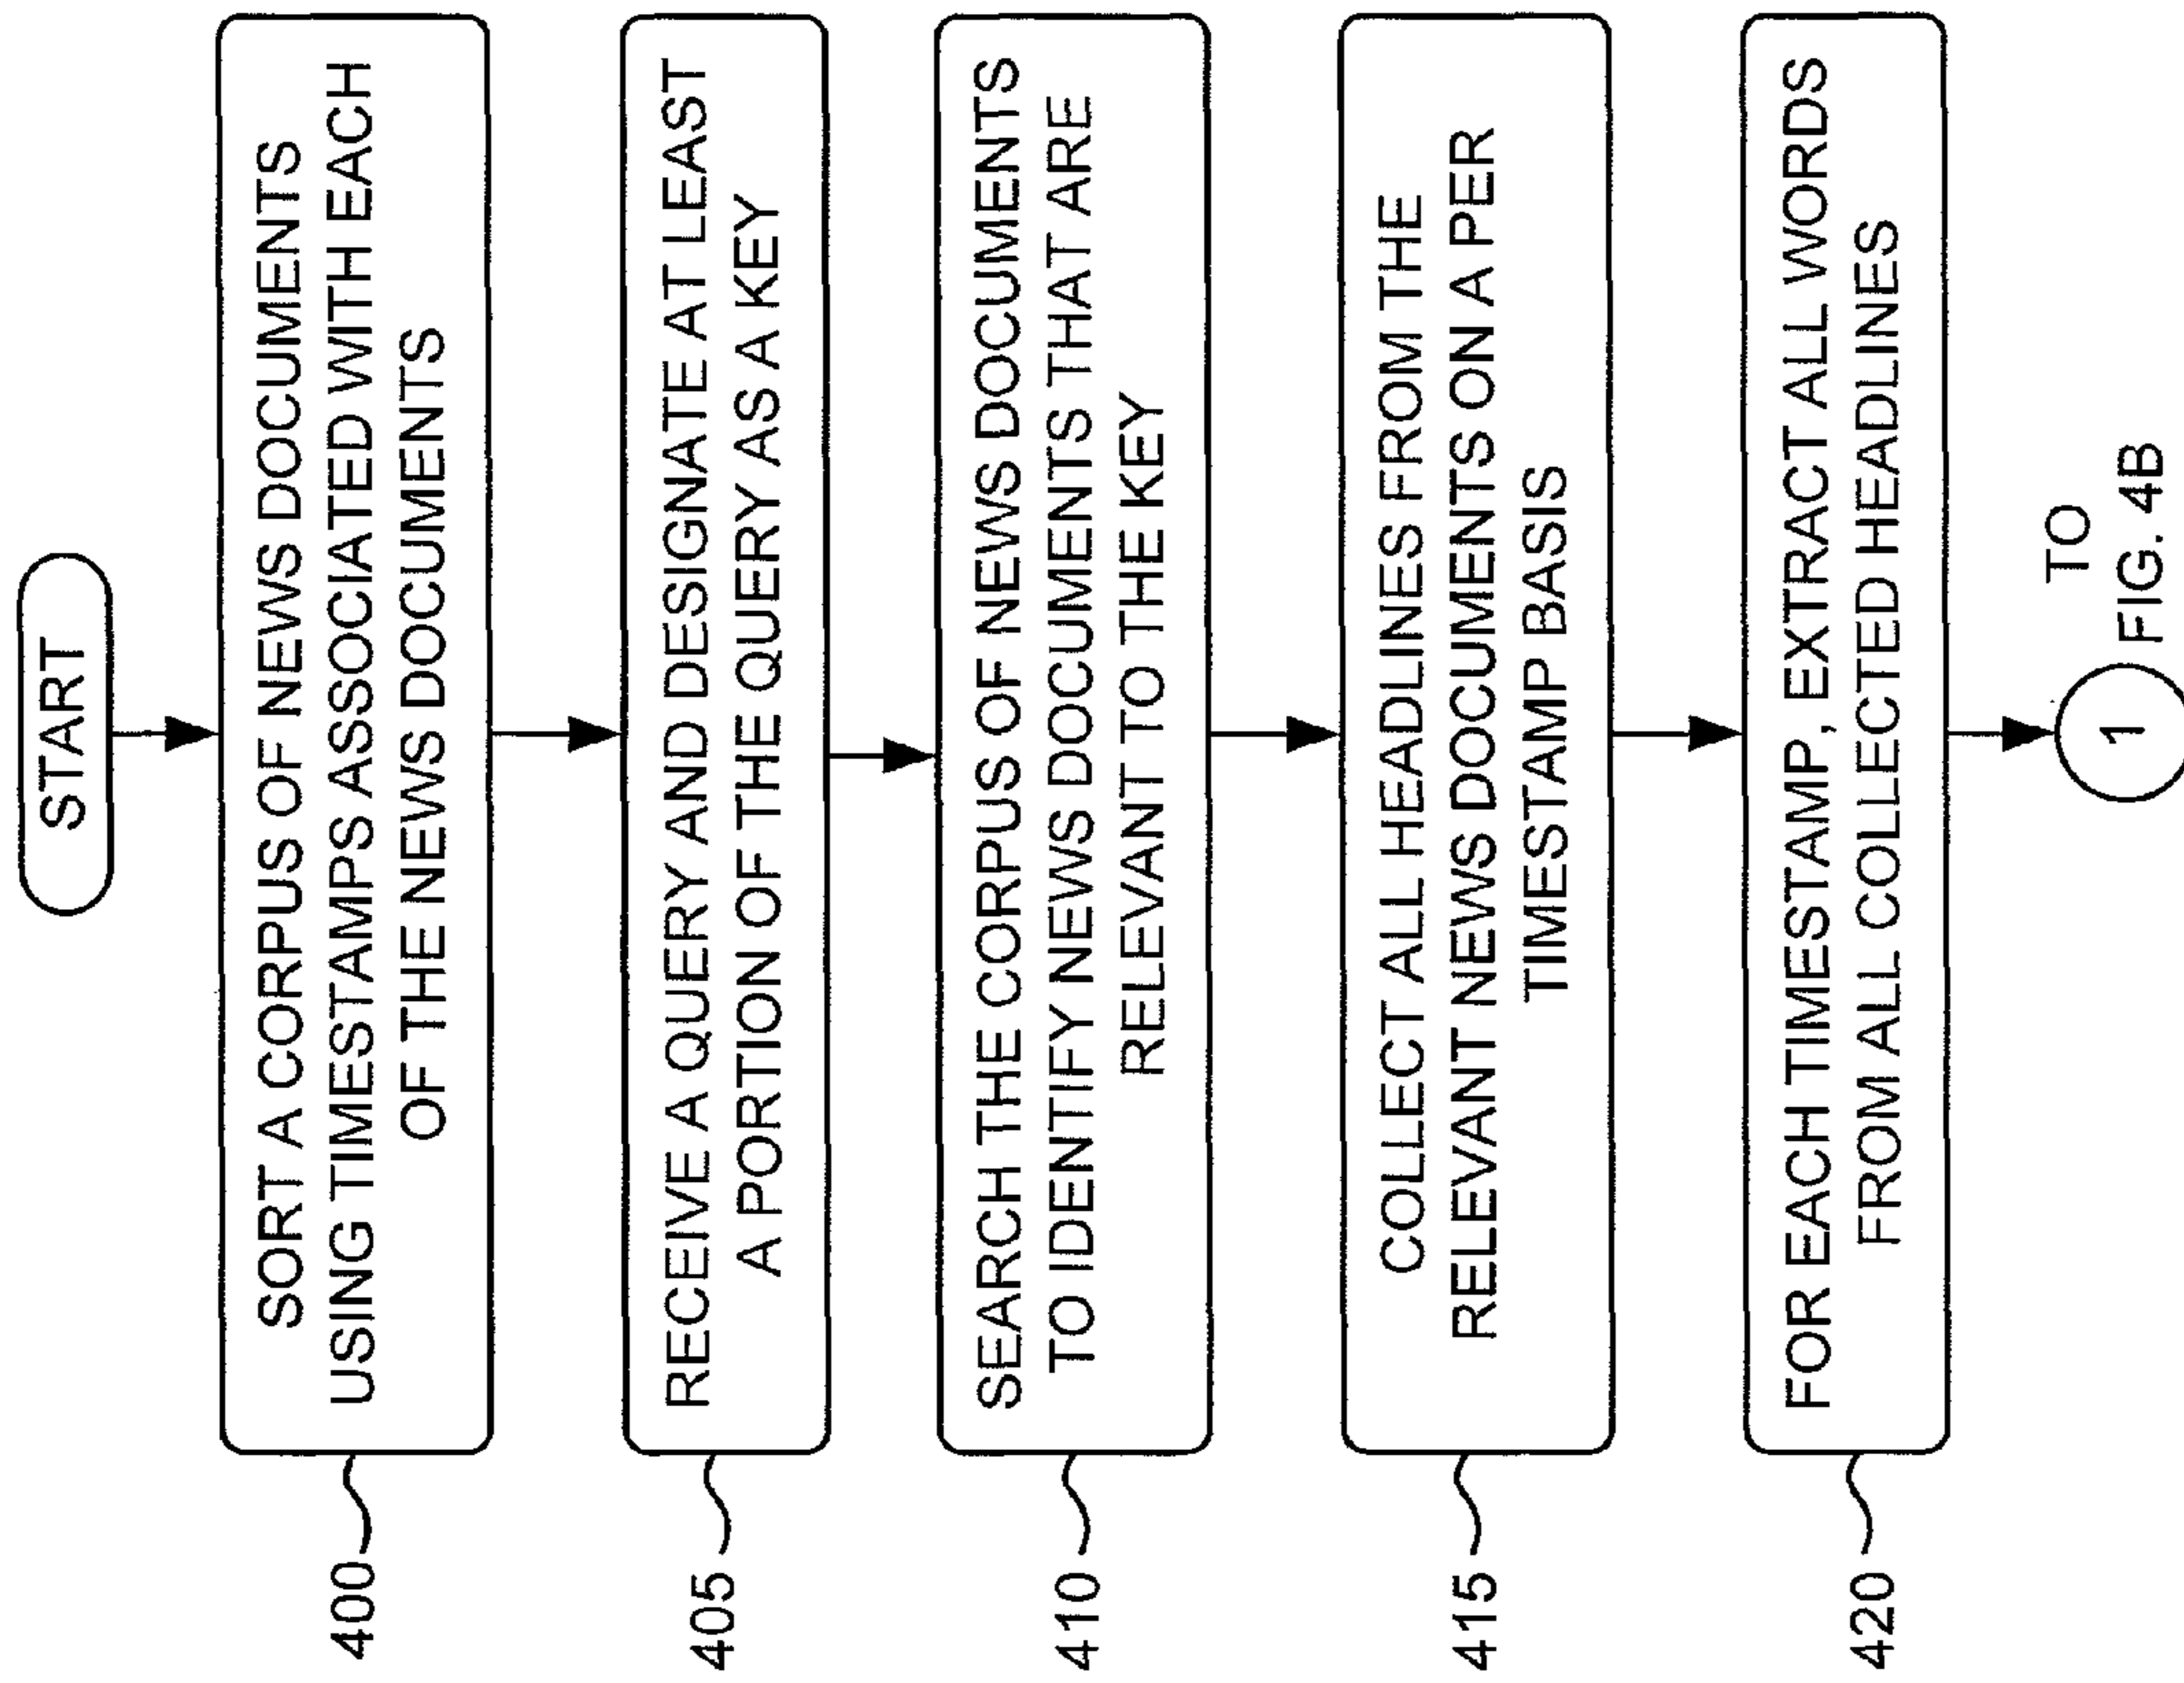 START
400
SORT A CORPUS OF NEWS DOCUMENTS
USING TIMESTAMPS ASSOCIATED WITH EACH
OF THE NEWS DOCUMENTS
405
RECEIVE A QUERY AND DESIGNATE AT LEAST
A PORTION OF THE QUERY AS A KEY
410
SEARCH THE CORPUS OF NEWS DOCUMENTS
TO IDENTIFY NEWS DOCUMENTS THAT ARE
RELEVANT TO THE KEY
415
COLLECT ALL HEADLINES FROM THE
RELEVANT NEWS DOCUMENTS ON A PER
TIMESTAMP BASIS
420
FOR EACH TIMESTAMP, EXTRACT ALL WORDS
FROM ALL COLLECTED HEADLINES
1
TO
FIG. 4B